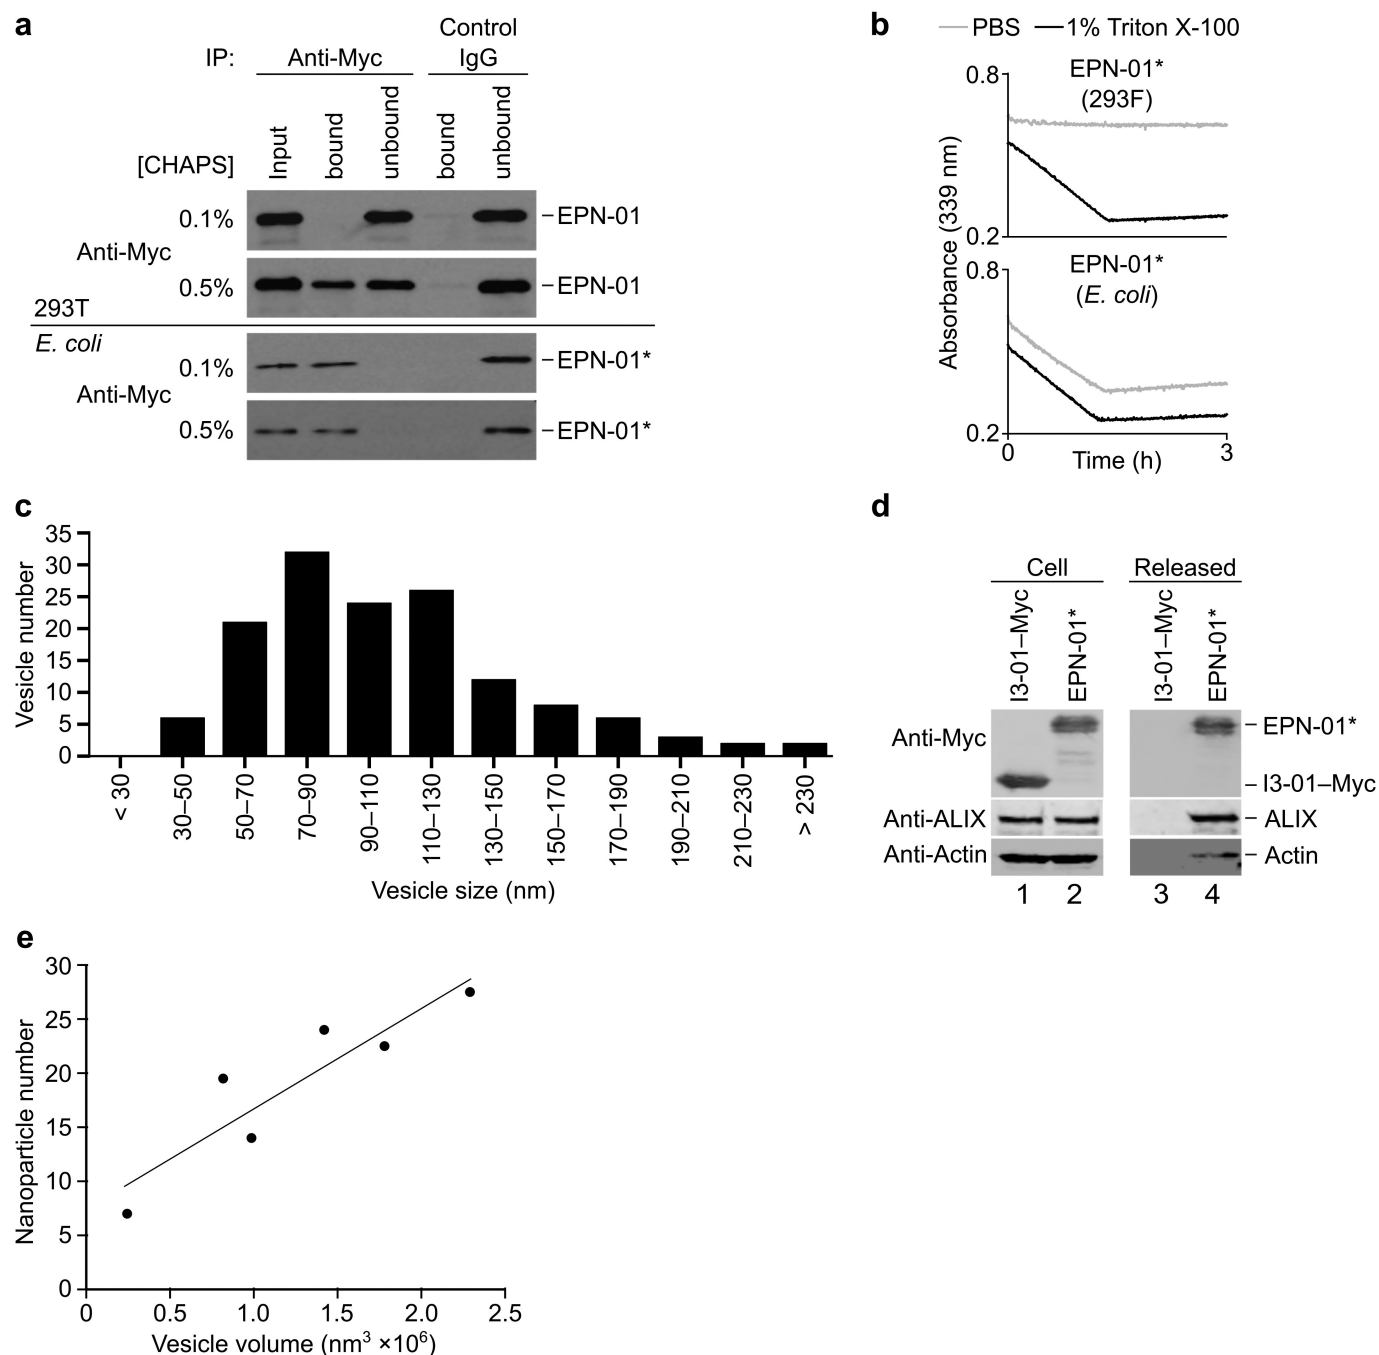 a
IP:
Anti-Myc
Control
IgG
[CHAPS]
Input
bound
unbound
bound
unbound
0.1%
EPN-01
Anti-Myc
0.5%
EPN-01
293T
E. coli
0.1%
EPN-01*
Anti-Myc
0.5%
EPN-01*
b
PBS
1% Triton X-100
EPN-01*
(293F)
0.8
0.2
EPN-01*
(E. coli)
0.8
0.2
Absorbance (339 nm)
0
3
Time (h)
c
Vesicle number
35
30
25
20
15
10
5
0
< 30
30–50
50–70
70–90
90–110
110–130
130–150
150–170
170–190
190–210
210–230
> 230
Vesicle size (nm)
d
Cell
Released
I3-01–Myc
EPN-01*
I3-01–Myc
EPN-01*
Anti-Myc
EPN-01*
I3-01–Myc
Anti-ALIX
ALIX
Anti-Actin
Actin
1
2
3
4
e
Nanoparticle number
30
25
20
15
10
5
0
0
0.5
1.0
1.5
2.0
2.5
Vesicle volume (nm³ ×10⁶)